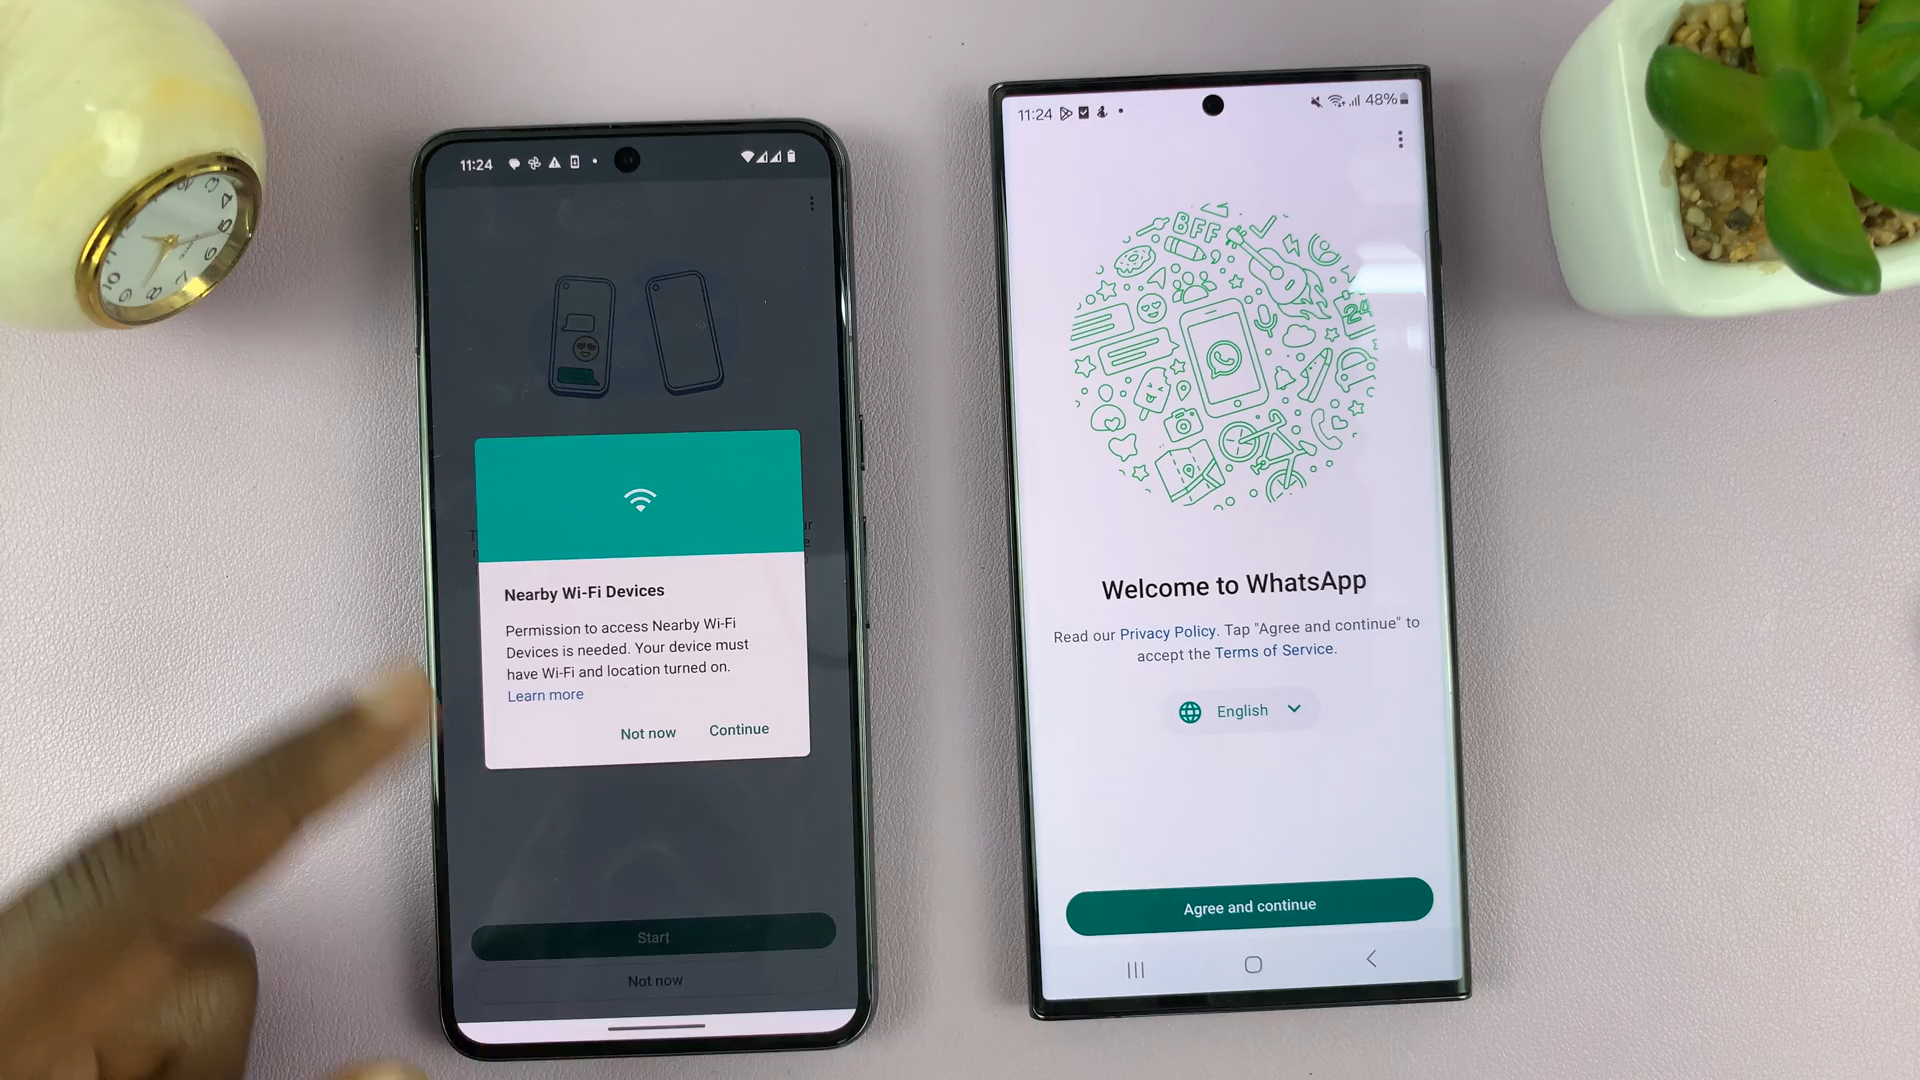 11:24
Nearby Wi-Fi Devices
Permission to access Nearby Wi-Fi
Devices is needed. Your device must
have Wi-Fi and location turned on.
Learn more
Not now
Continue
Start
Not now
11:24
48%
BFF
24
Welcome to WhatsApp
Read our Privacy Policy. Tap "Agree and continue" to
accept the Terms of Service.
English
Agree and continue